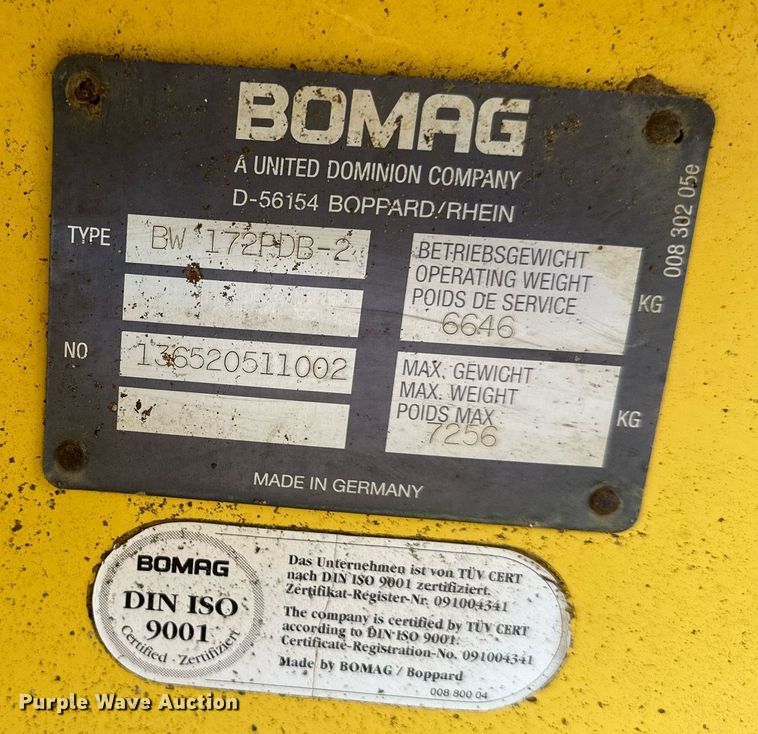 BOMAG
A UNITED DOMINION COMPANY
D-56154 BOPPARD/RHEIN
TYPE BW 172PDB-2
BETRIEBSGEWICHT
OPERATING WEIGHT
POIDS DE SERVICE
6646 KG
NO 136520511002
MAX. GEWICHT
MAX. WEIGHT
POIDS MAX
7256 KG
MADE IN GERMANY
008 302 05e
BOMAG
DIN ISO
9001
Certified · Zertifiziert
Das Unternehmen ist von TÜV CERT
nach DIN ISO 9001 zertifiziert.
Zertifikat-Register-Nr. 091004341
The company is certified by TÜV CERT
according to DIN ISO 9001.
Certificate-Registration-No. 091004341
Made by BOMAG / Boppard
008 800 04
Purple Wave Auction